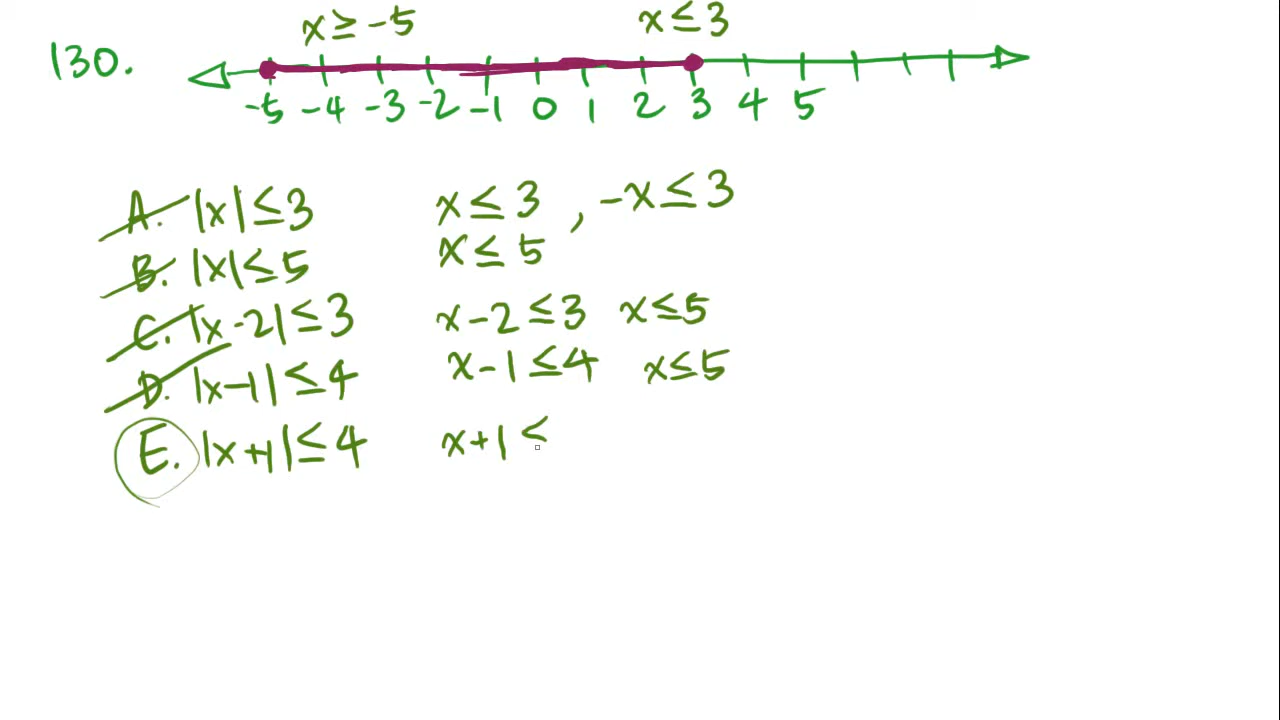 x ≥ -5 x ≤ 3
130.
-5 -4 -3 -2 -1 0 1 2 3 4 5
A. |x| ≤ 3 x ≤ 3 , -x ≤ 3
B. |x| ≤ 5 x ≤ 5
C. |x -2| ≤ 3 x - 2 ≤ 3 x ≤ 5
D. |x -1| ≤ 4 x - 1 ≤ 4 x ≤ 5
E. |x +1| ≤ 4 x + 1 ≤